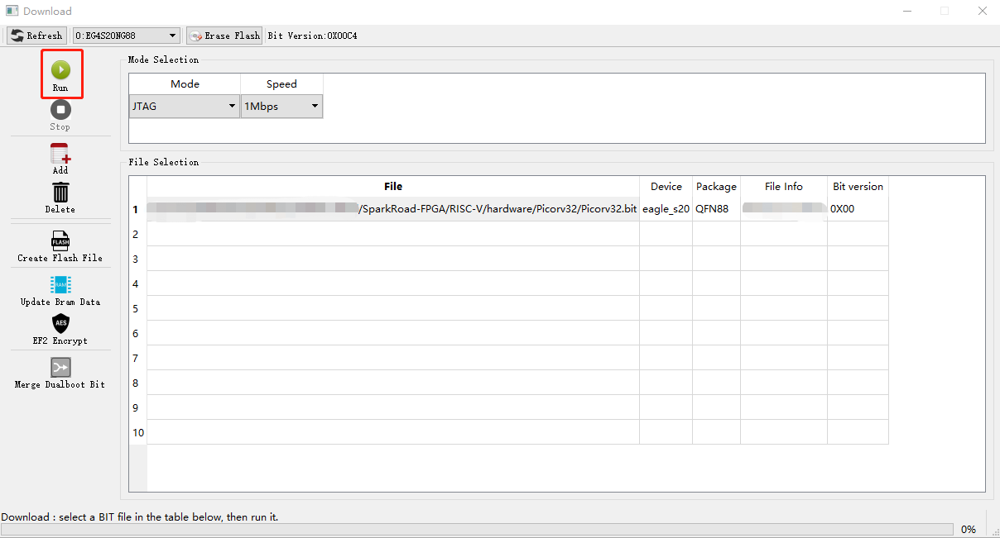 Download
Refresh
0:EG4S20NG88
Erase Flash
Bit Version:0X00C4
Run
Stop
Add
Delete
Create Flash File
Update Bram Data
EF2 Encrypt
Merge Dualboot Bit
FLASH
RAM
AES
Mode Selection
Mode Speed
JTAG 1Mbps
File Selection
File Device Package File Info Bit version
1 /SparkRoad-FPGA/RISC-V/hardware/Picorv32/Picorv32.bit eagle_s20 QFN88 0X00
2
3
4
5
6
7
8
9
10
Download : select a BIT file in the table below, then run it.
0%